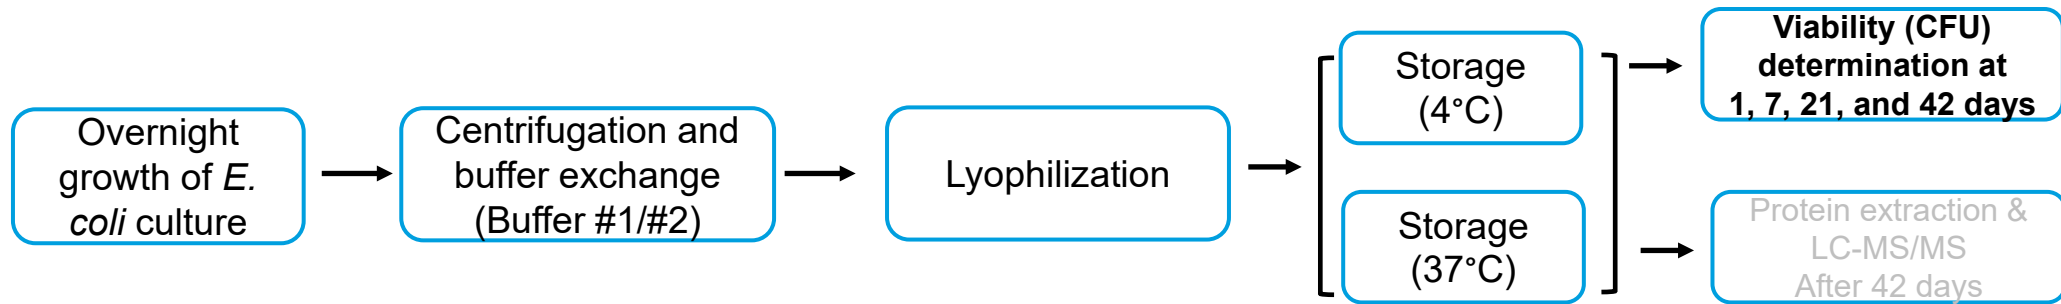 Overnight
growth of E.
coli culture
Centrifugation and
buffer exchange
(Buffer #1/#2)
Lyophilization
Storage
(4°C)
Storage
(37°C)
Viability (CFU)
determination at
1, 7, 21, and 42 days
Protein extraction &
LC-MS/MS
After 42 days